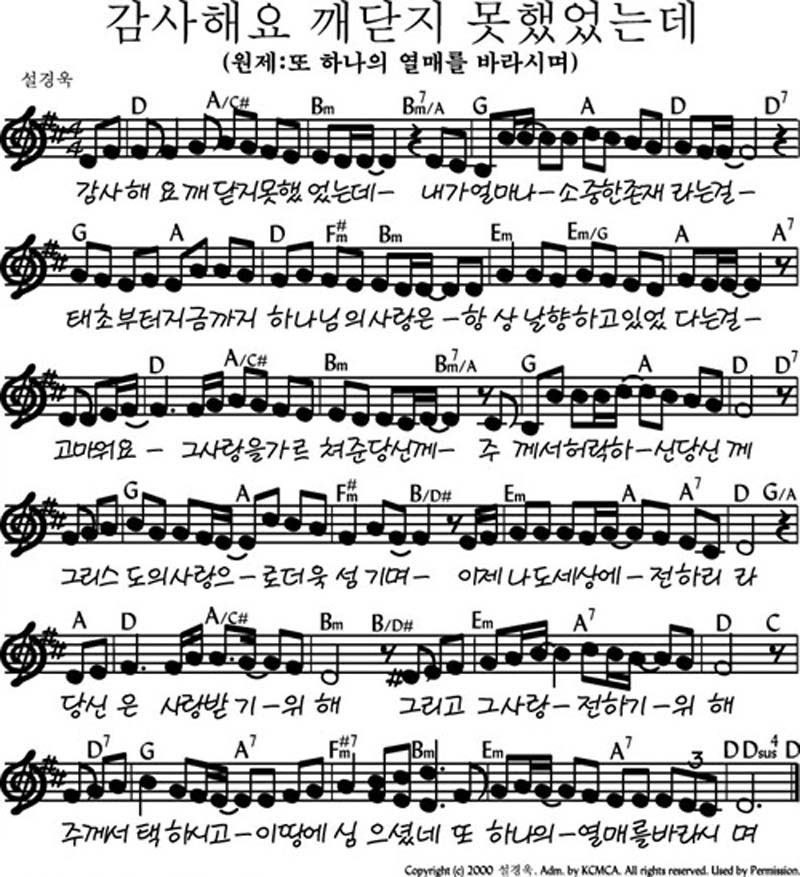 감사해요 깨닫지 못했었는데
(원제:또 하나의 열매를 바라시며)
설경욱
D A/C# Bm B7m/A G A D D7
4 4
감사해 요깨 닫지못했 었는데- 내가얼마나-소중한존재 라는걸-
G A D F#m Bm Em Em/G A A7
태초부터지금까지 하나님의사랑은-항상날향하고있었 다는걸-
D A/C# Bm B7m/A G A D D7
고마워요- 그사랑을가르 쳐준당신께- 주 께서허락하-신당신 께
G A F#m B/D# Em A A7 D G/A
그리스 도의사랑으-로더욱 섬기며- 이제나도세상에-전하리 라
A D A/C# Bm B/D# Em A7 D C
당신 은 사랑받기-위 해 그리고 그사랑-전하기-위 해
D7 G A7 F#7m Bm Em A7 3 D Dsus4 D
주께서 택하시고-이땅에 심 으셨네 또 하나의-열매를바라시 며
Copyright (c) 2000 설경욱. Adm. by KCMCA. All rights reserved. Used by Permission.